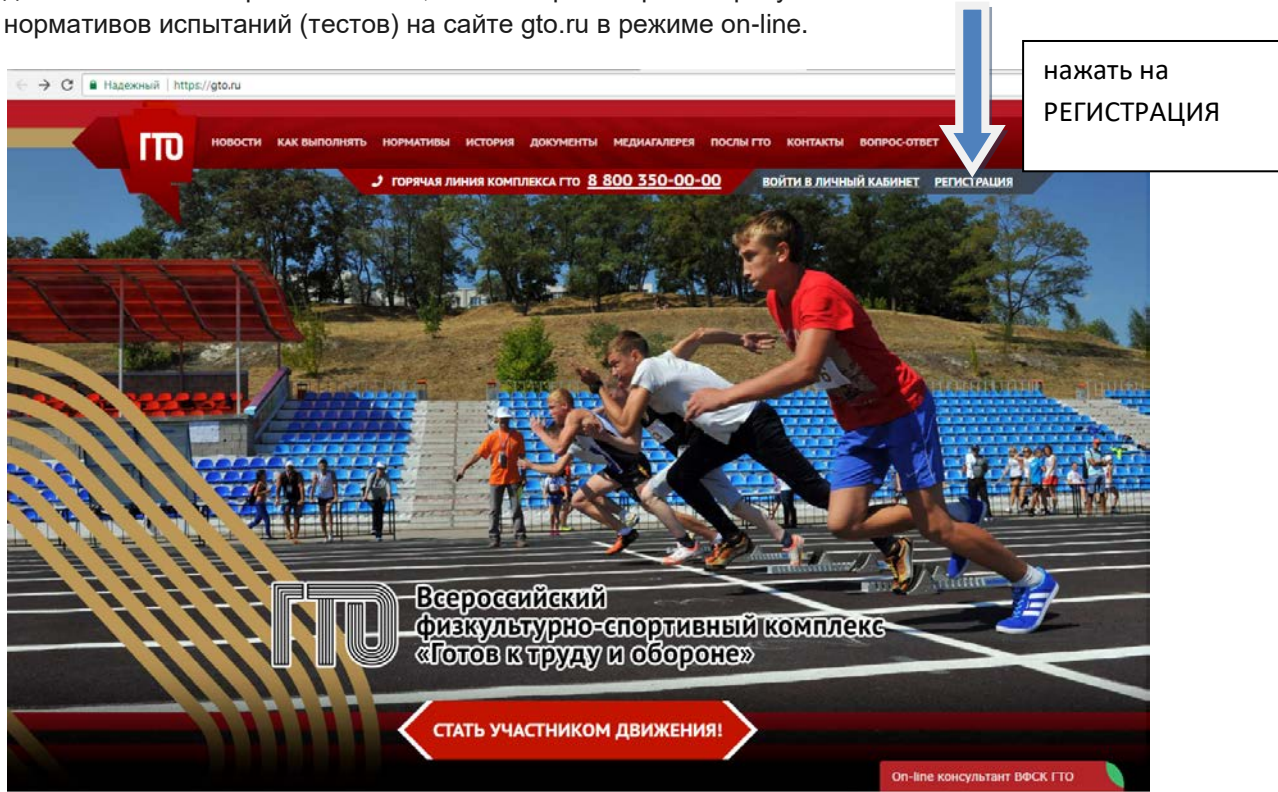 нормативов испытаний (тестов) на сайте gto.ru в режиме on-line.
нажать на
РЕГИСТРАЦИЯ
Надежный | https://gto.ru
ГТО
НОВОСТИ КАК ВЫПОЛНЯТЬ НОРМАТИВЫ ИСТОРИЯ ДОКУМЕНТЫ МЕДИАГАЛЕРЕЯ ПОСЛЫ ГТО КОНТАКТЫ ВОПРОС-ОТВЕТ
ГОРЯЧАЯ ЛИНИЯ КОМПЛЕКСА ГТО 8 800 350-00-00 ВОЙТИ В ЛИЧНЫЙ КАБИНЕТ РЕГИСТРАЦИЯ
ГТО
Всероссийский
физкультурно-спортивный комплекс
«Готов к труду и обороне»
СТАТЬ УЧАСТНИКОМ ДВИЖЕНИЯ!
On-line консультант ВФСК ГТО